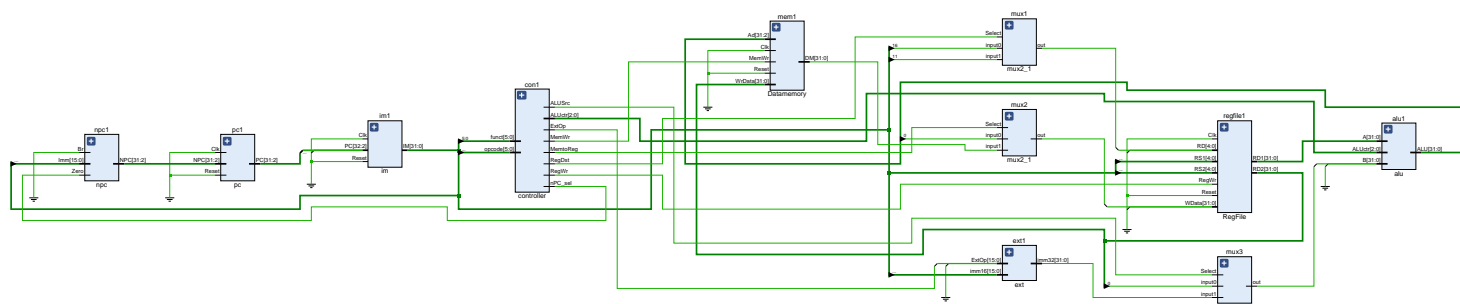 npc1
Br
Imm[15:0]
Zero
NPC[31:2]
npc
pc1
Clk
NPC[31:2]
Reset
PC[31:2]
pc
im1
Clk
PC[32:2]
Reset
IM[31:0]
im
con1
funct[5:0]
opcode[5:0]
ALUSrc
ALUctr[2:0]
ExtOp
MemWr
MemtoReg
RegDst
RegWr
nPC_sel
controller
mem1
Ad[31:2]
Clk
MemWr
Reset
WrData[31:0]
DM[31:0]
Datamemory
mux1
Select
input0
input1
out
mux2_1
16
11
mux2
Select
input0
input1
out
mux2_1
0
ext1
ExtOp[15:0]
imm16[15:0]
imm32[31:0]
ext
regfile1
Clk
RD[4:0]
RS1[4:0]
RS2[4:0]
RegWr
Reset
WData[31:0]
RD1[31:0]
RD2[31:0]
RegFile
mux3
Select
input0
input1
out
0
alu1
A[31:0]
ALUctr[2:0]
B[31:0]
ALU[31:0]
alu